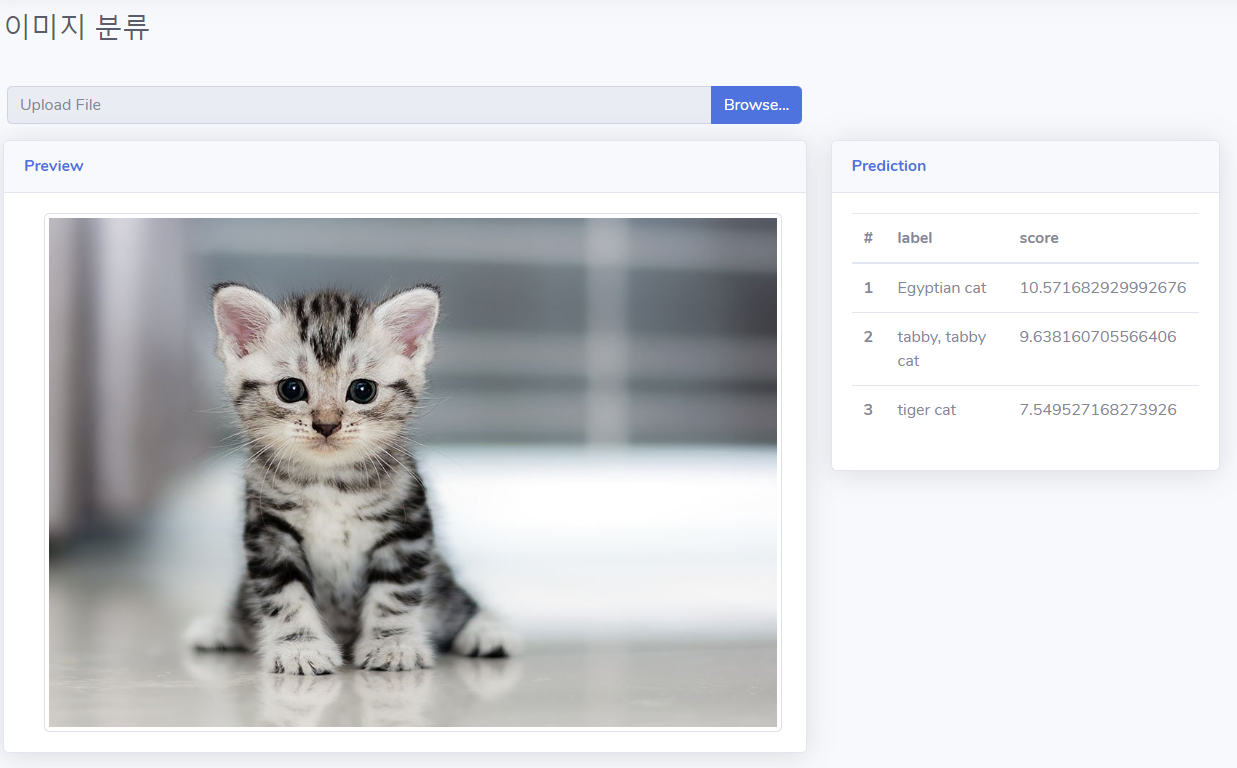 이미지 분류
Upload File
Browse...
Preview
Prediction
# label score
1 Egyptian cat 10.571682929992676
2 tabby, tabby 9.638160705566406
cat
3 tiger cat 7.549527168273926